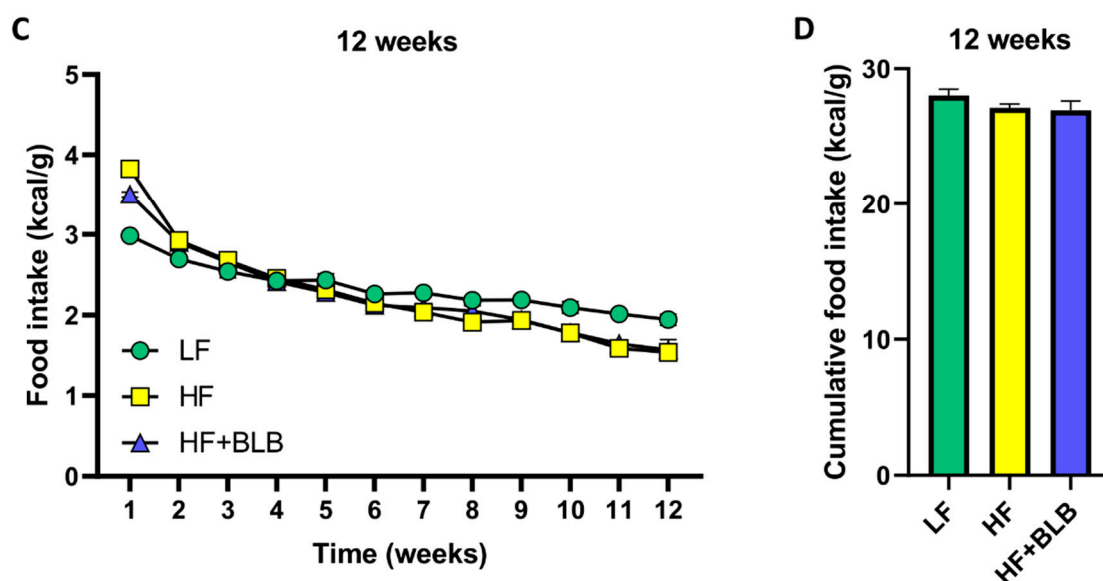 C
12 weeks
Food intake (kcal/g)
5
4
3
2
1
0
LF
HF
HF+BLB
1 2 3 4 5 6 7 8 9 10 11 12
Time (weeks)
D
12 weeks
Cumulative food intake (kcal/g)
30
20
10
0
LF
HF
HF+BLB